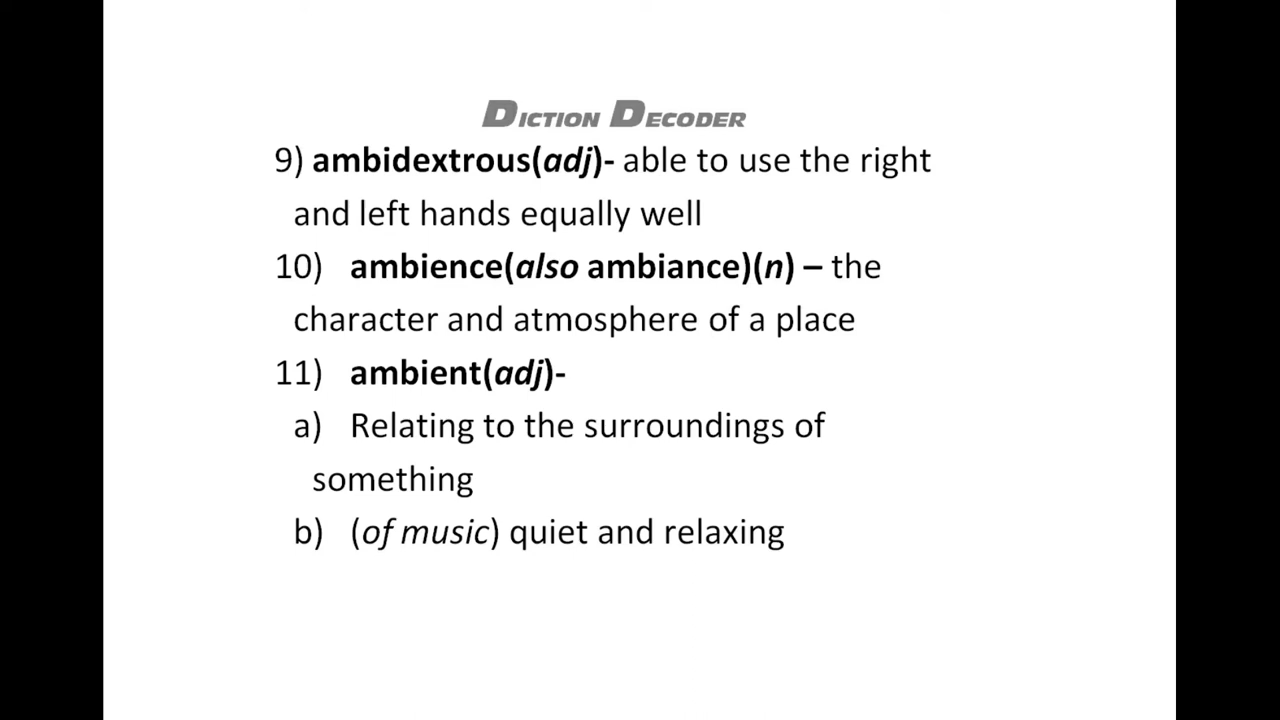 DICTION DECODER
9) ambidextrous(adj)- able to use the right
and left hands equally well
10) ambience(also ambiance)(n) – the
character and atmosphere of a place
11) ambient(adj)-
a) Relating to the surroundings of
something
b) (of music) quiet and relaxing